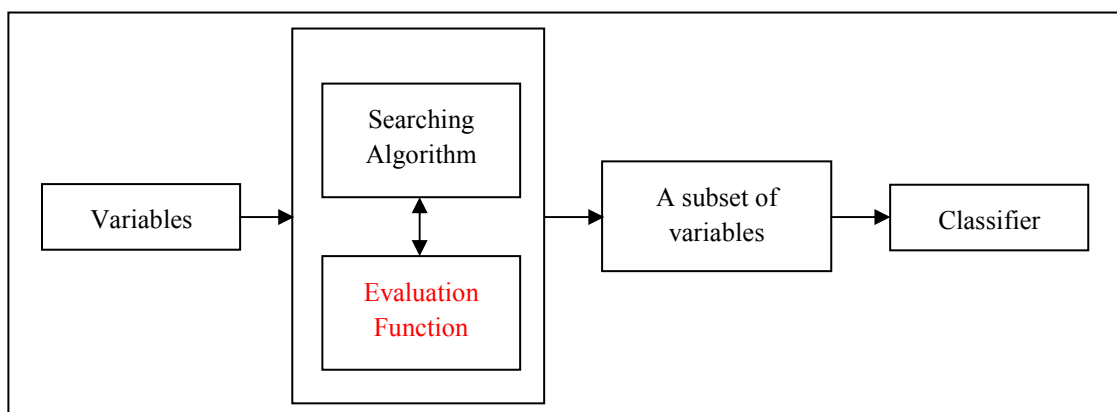 Variables
Searching
Algorithm
Evaluation
Function
A subset of
variables
Classifier